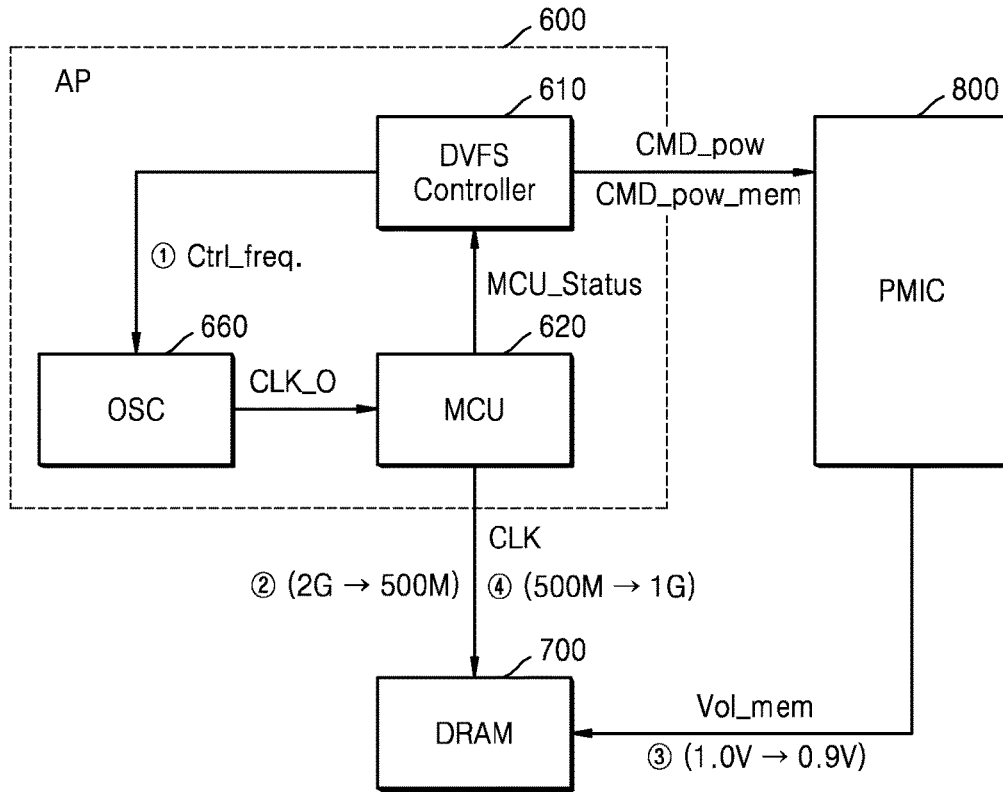 600
AP
610
800
DVFS
Controller
CMD_pow
CMD_pow_mem
① Ctrl_freq.
MCU_Status
PMIC
660
620
OSC
CLK_O
MCU
CLK
② (2G → 500M)
④ (500M → 1G)
700
DRAM
Vol_mem
③ (1.0V → 0.9V)